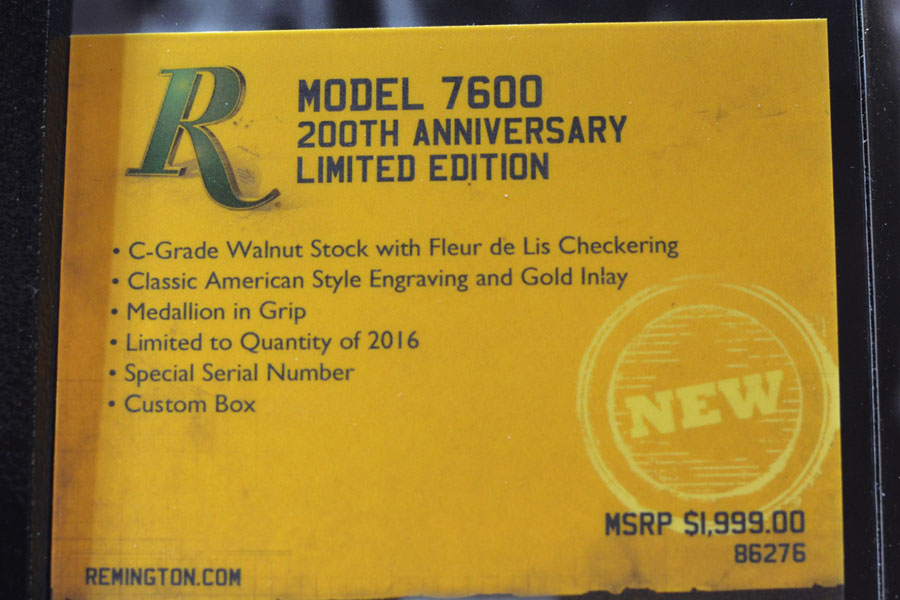 R
MODEL 7600
200TH ANNIVERSARY
LIMITED EDITION
• C-Grade Walnut Stock with Fleur de Lis Checkering
• Classic American Style Engraving and Gold Inlay
• Medallion in Grip
• Limited to Quantity of 2016
• Special Serial Number
• Custom Box
NEW
MSRP $1,999.00
86276
REMINGTON.COM